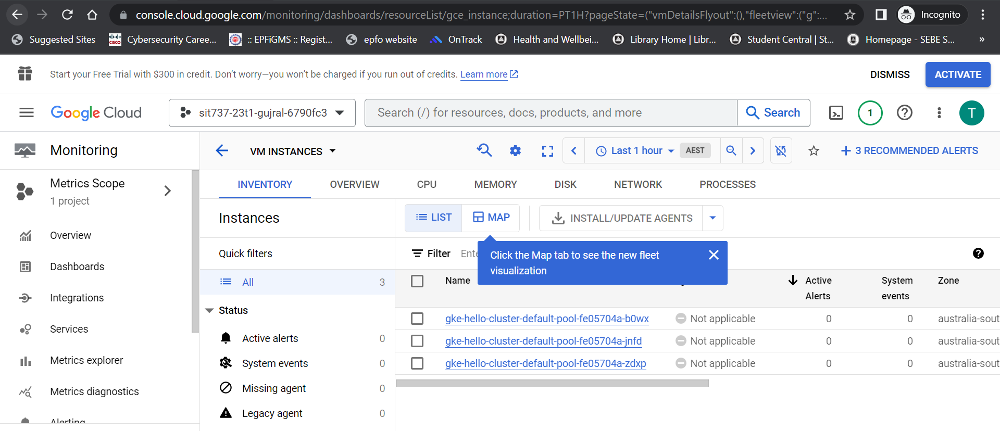 console.cloud.google.com/monitoring/dashboards/resourceList/gce_instance;duration=PT1H?pageState=("vmDetailsFlyout":(),"fleetview":("g":...
Incognito
Suggested Sites
Cybersecurity Caree...
:: EPFiGMS :: Regist...
epfo website
OnTrack
Health and Wellbei...
Library Home | Libr...
Student Central | St...
Homepage - SEBE S...
»
Start your Free Trial with $300 in credit. Don’t worry—you won’t be charged if you run out of credits. Learn more
DISMISS
ACTIVATE
Google Cloud
sit737-23t1-gujral-6790fc3
Search (/) for resources, docs, products, and more
Search
1
T
Monitoring
VM INSTANCES
Last 1 hour
AEST
3 RECOMMENDED ALERTS
Metrics Scope
1 project
Overview
Dashboards
Integrations
Services
Metrics explorer
Metrics diagnostics
Alerting
INVENTORY
OVERVIEW
CPU
MEMORY
DISK
NETWORK
PROCESSES
Instances
Quick filters
All 3
Status
Active alerts 0
System events 0
Missing agent 0
Legacy agent 0
LIST
MAP
INSTALL/UPDATE AGENTS
Filter
Click the Map tab to see the new fleet
visualization
Name
Active
Alerts
System
events
Zone
gke-hello-cluster-default-pool-fe05704a-b0wx Not applicable 0 0 australia-sout
gke-hello-cluster-default-pool-fe05704a-jnfd Not applicable 0 0 australia-sout
gke-hello-cluster-default-pool-fe05704a-zdxp Not applicable 0 0 australia-sout